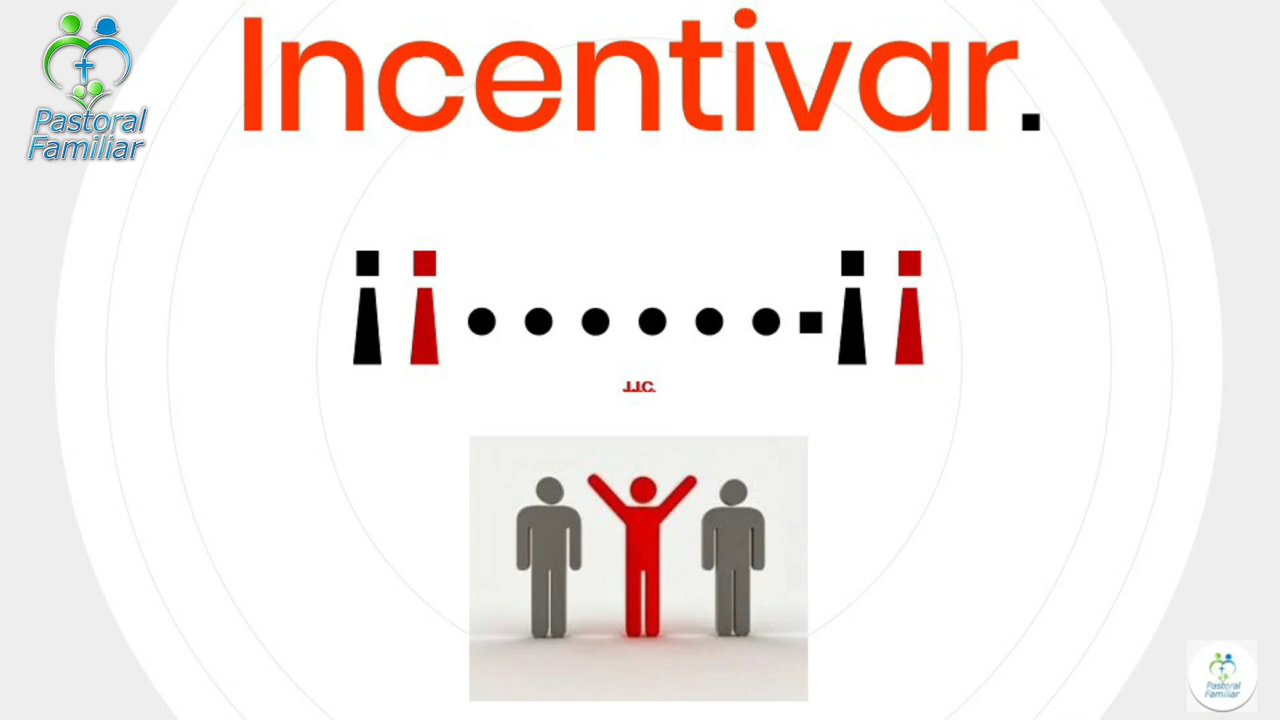 Incentivar.
Pastoral
Familiar
¡¡••••••.¡¡
J.J.C.
Pastoral
Familiar